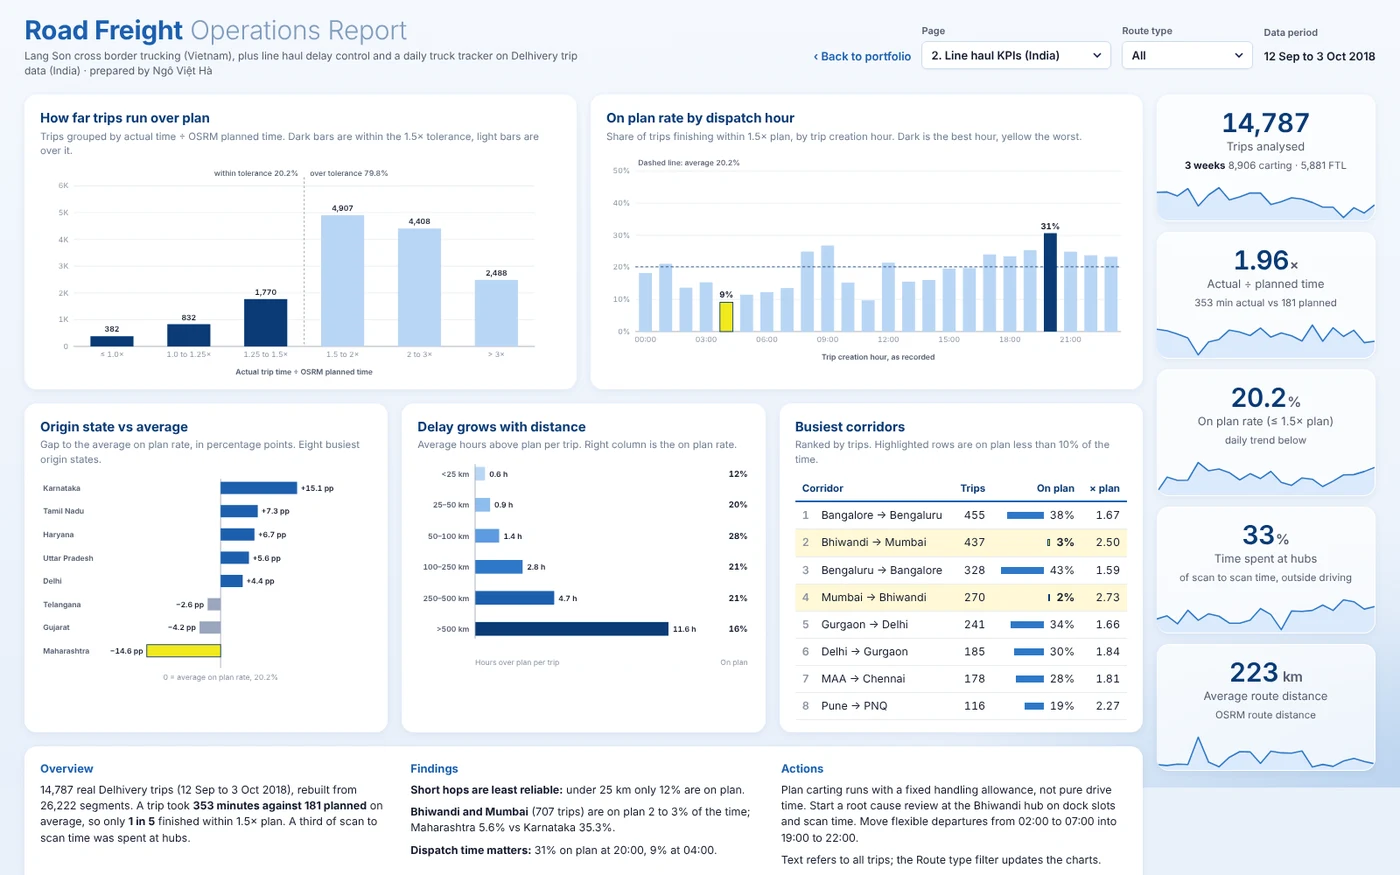 Road Freight Operations Report
Lang Son cross border trucking (Vietnam), plus line haul delay control and a daily truck tracker on Delhivery trip
data (India) · prepared by Ngô Việt Hà
‹ Back to portfolio
Page
2. Line haul KPIs (India)
Route type
All
Data period
12 Sep to 3 Oct 2018
How far trips run over plan
Trips grouped by actual time ÷ OSRM planned time. Dark bars are within the 1.5× tolerance, light bars are
over it.
within tolerance 20.2%
over tolerance 79.8%
6K
5K
4K
3K
2K
1K
0
382
832
1,770
4,907
4,408
2,488
≤ 1.0×
1.0 to 1.25×
1.25 to 1.5×
1.5 to 2×
2 to 3×
> 3×
Actual trip time ÷ OSRM planned time
On plan rate by dispatch hour
Share of trips finishing within 1.5× plan, by trip creation hour. Dark is the best hour, yellow the worst.
Dashed line: average 20.2%
50%
40%
30%
20%
10%
0%
9%
31%
00:00
03:00
06:00
09:00
12:00
15:00
18:00
21:00
Trip creation hour, as recorded
14,787
Trips analysed
3 weeks 8,906 carting · 5,881 FTL
1.96×
Actual ÷ planned time
353 min actual vs 181 planned
20.2%
On plan rate (≤ 1.5× plan)
daily trend below
33%
Time spent at hubs
of scan to scan time, outside driving
223 km
Average route distance
OSRM route distance
Origin state vs average
Gap to the average on plan rate, in percentage points. Eight busiest
origin states.
Karnataka +15.1 pp
Tamil Nadu +7.3 pp
Haryana +6.7 pp
Uttar Pradesh +5.6 pp
Delhi +4.4 pp
Telangana −2.6 pp
Gujarat −4.2 pp
Maharashtra −14.6 pp
0 = average on plan rate, 20.2%
Delay grows with distance
Average hours above plan per trip. Right column is the on plan rate.
<25 km 0.6 h 12%
25–50 km 0.9 h 20%
50–100 km 1.4 h 28%
100–250 km 2.8 h 21%
250–500 km 4.7 h 21%
>500 km 11.6 h 16%
Hours over plan per trip On plan
Busiest corridors
Ranked by trips. Highlighted rows are on plan less than 10% of the
time.
Corridor Trips On plan × plan
1 Bangalore → Bengaluru 455 38% 1.67
2 Bhiwandi → Mumbai 437 3% 2.50
3 Bengaluru → Bangalore 328 43% 1.59
4 Mumbai → Bhiwandi 270 2% 2.73
5 Gurgaon → Delhi 241 34% 1.66
6 Delhi → Gurgaon 185 30% 1.84
7 MAA → Chennai 178 28% 1.81
8 Pune → PNQ 116 19% 2.27
Overview
14,787 real Delhivery trips (12 Sep to 3 Oct 2018), rebuilt from
26,222 segments. A trip took 353 minutes against 181 planned on
average, so only 1 in 5 finished within 1.5× plan. A third of scan to
scan time was spent at hubs.
Findings
Short hops are least reliable: under 25 km only 12% are on plan.
Bhiwandi and Mumbai (707 trips) are on plan 2 to 3% of the time;
Maharashtra 5.6% vs Karnataka 35.3%.
Dispatch time matters: 31% on plan at 20:00, 9% at 04:00.
Actions
Plan carting runs with a fixed handling allowance, not pure drive
time. Start a root cause review at the Bhiwandi hub on dock slots
and scan time. Move flexible departures from 02:00 to 07:00 into
19:00 to 22:00.
Text refers to all trips; the Route type filter updates the charts.